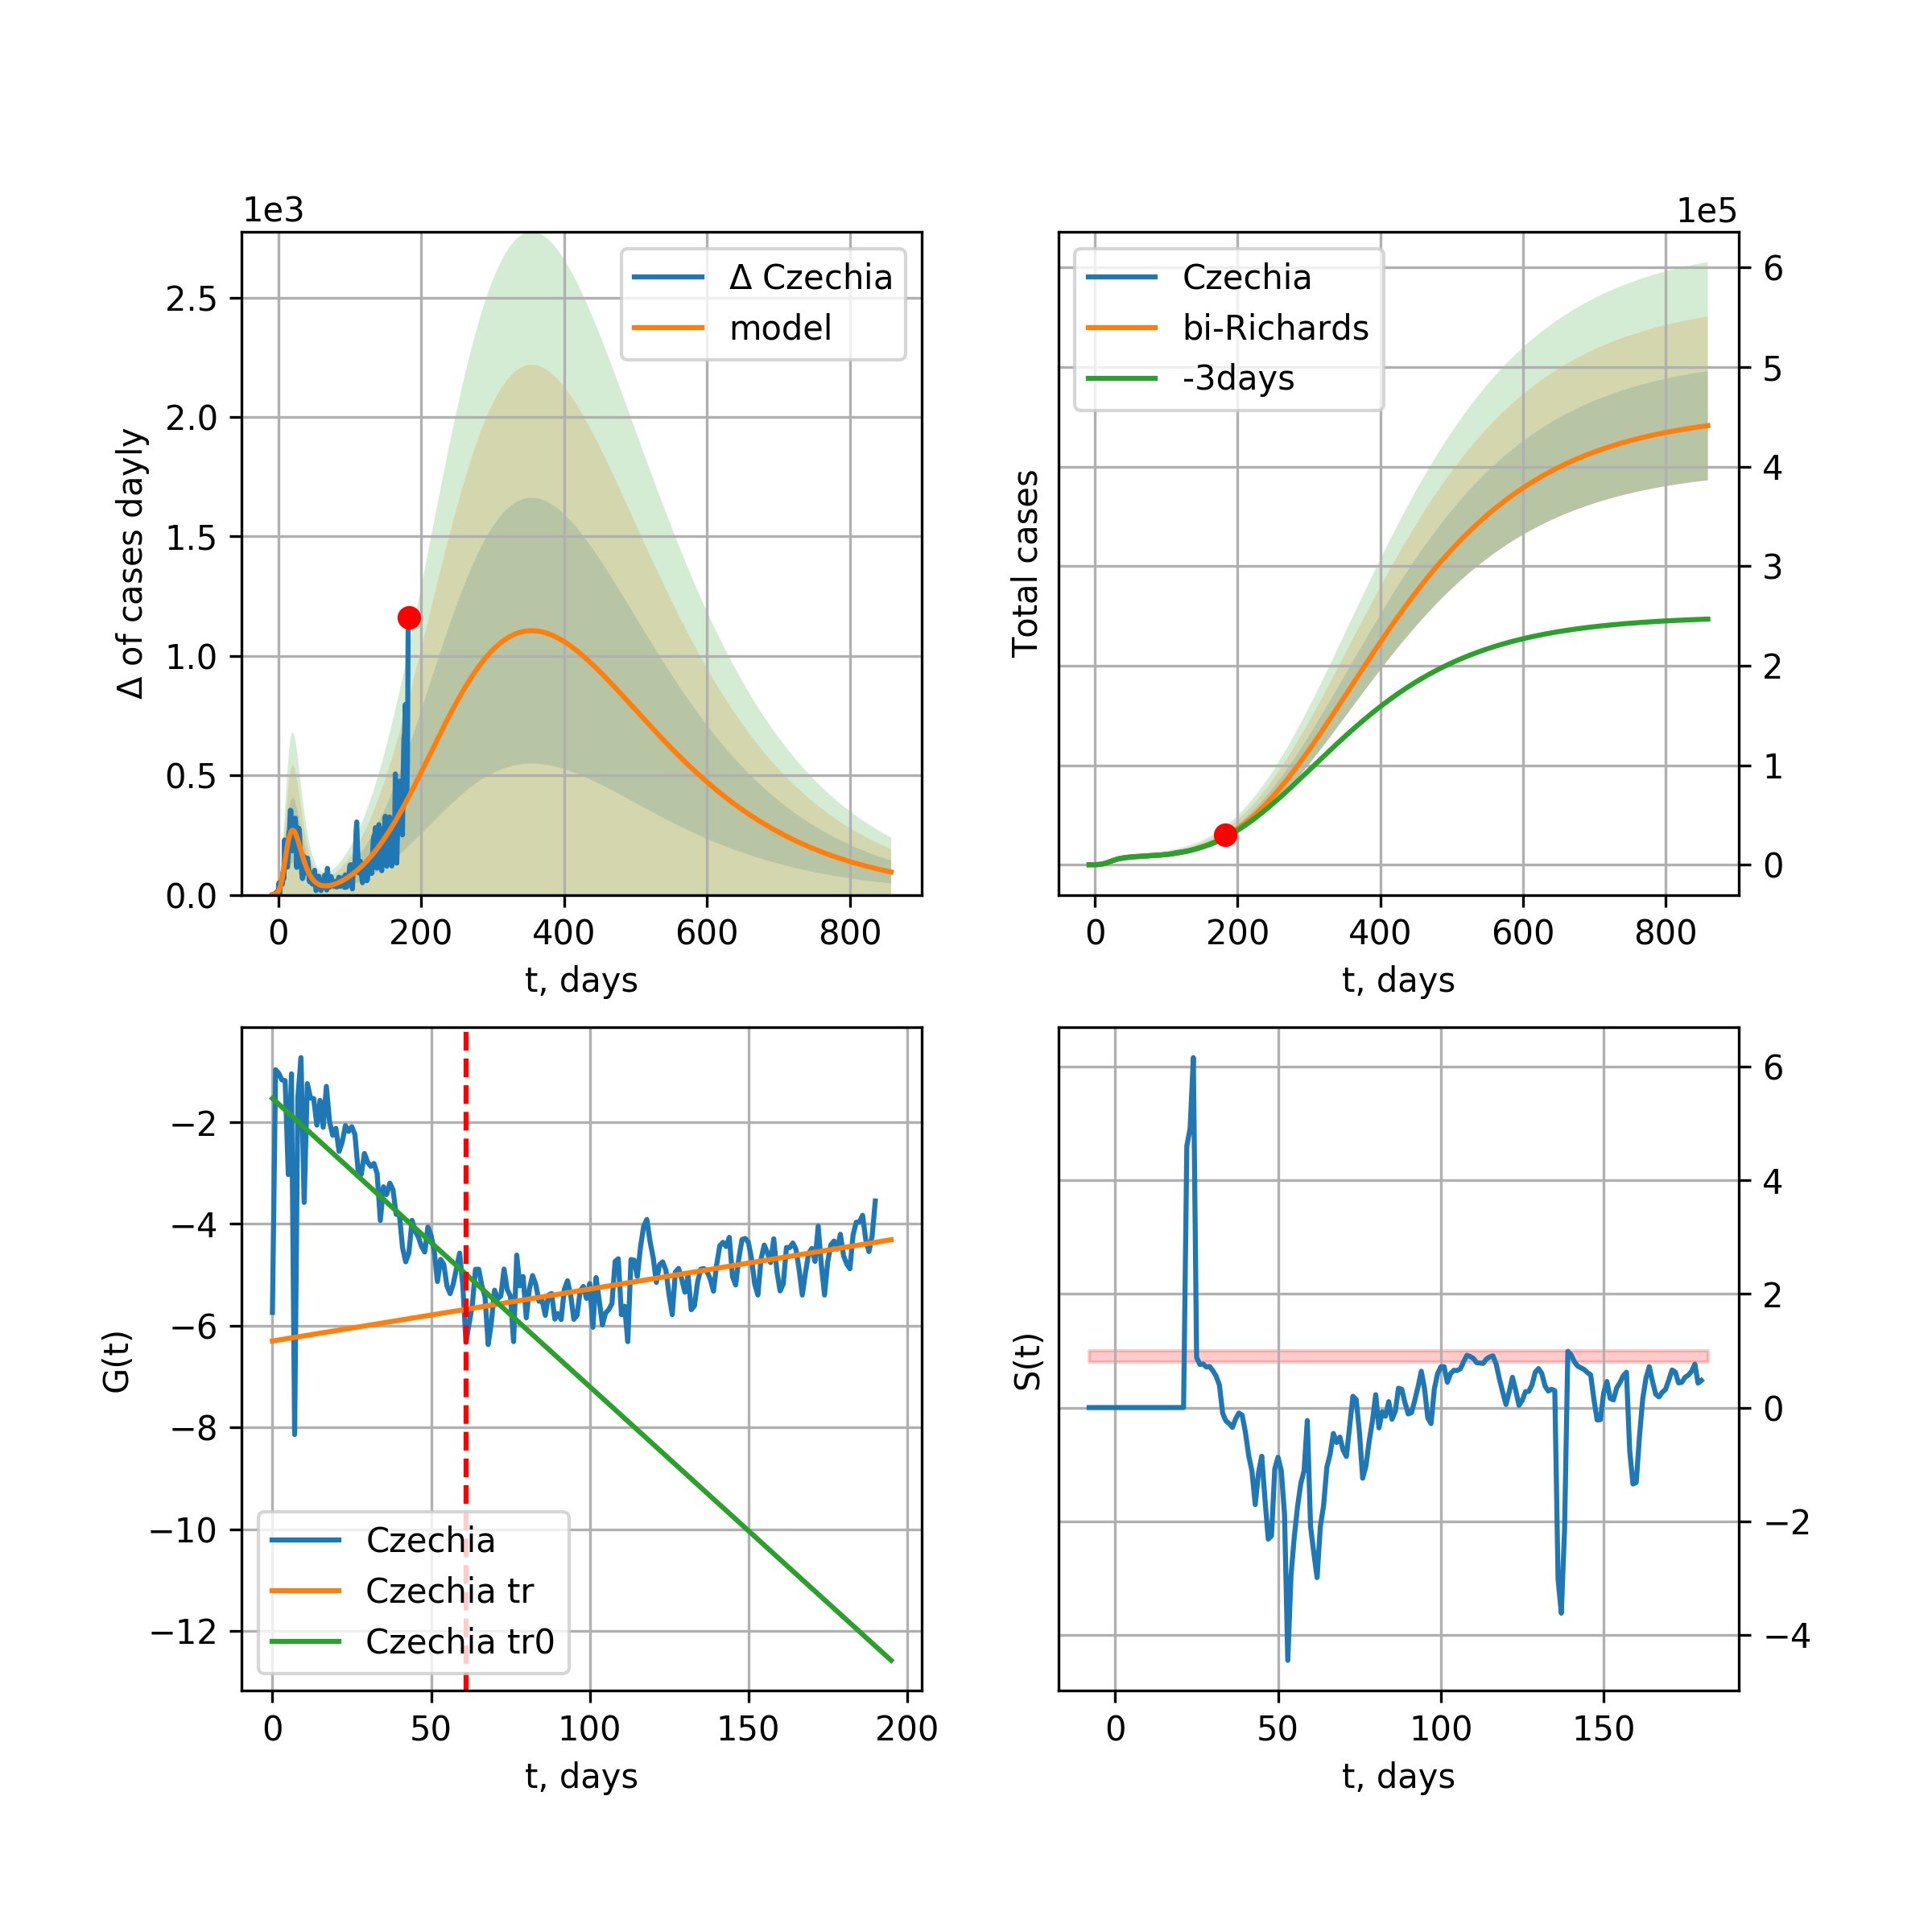 1e3
Δ of cases dayly
2.5
2.0
1.5
1.0
0.5
0.0
Δ Czechia
model
0 200 400 600 800
t, days
1e5
Total cases
Czechia
bi-Richards
-3days
6
5
4
3
2
1
0
0 200 400 600 800
t, days
G(t)
−2
−4
−6
−8
−10
−12
Czechia
Czechia tr
Czechia tr0
0 50 100 150 200
t, days
S(t)
6
4
2
0
−2
−4
0 50 100 150
t, days